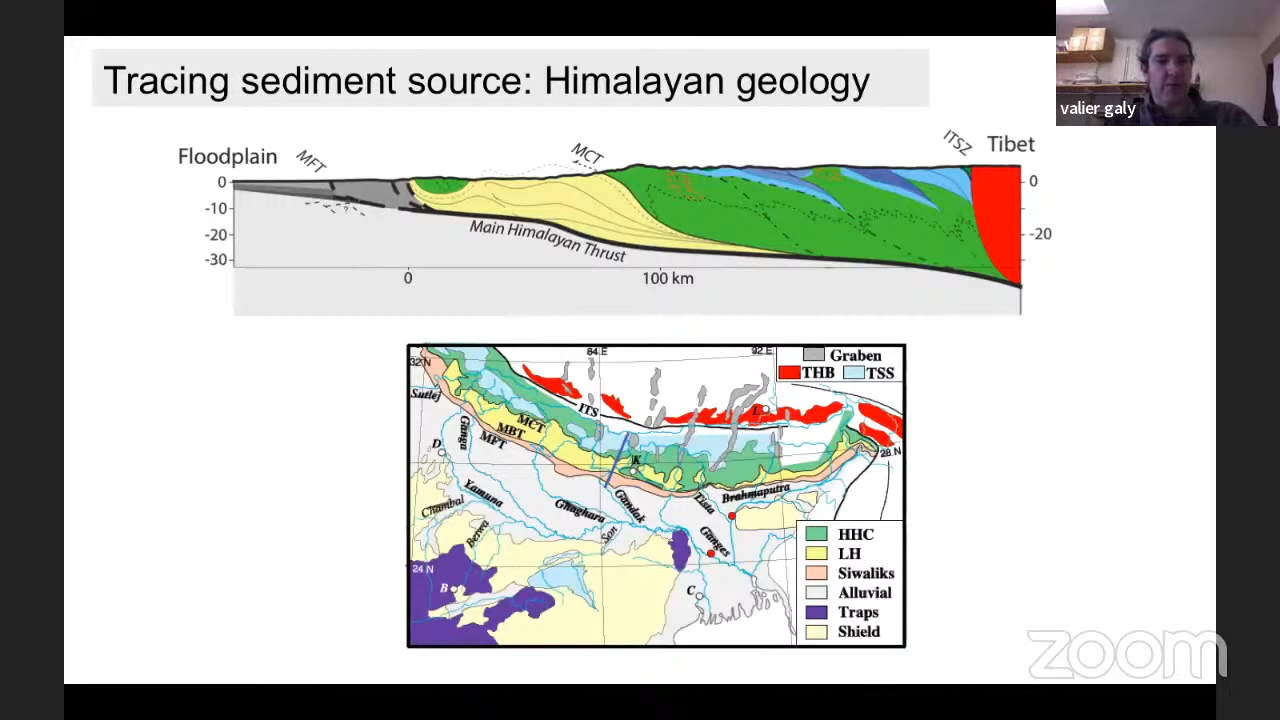 Tracing sediment source: Himalayan geology
valier galy
Floodplain
MFT
MCT
ITSZ
Tibet
0
-10
-20
-30
0
-20
Main Himalayan Thrust
0
100 km
84 E
92 E
32 N
Graben
THB
TSS
Sutlej
ITS
L
MCT
MBT
MFT
Ganga
D
K
28 N
Yamuna
Chambal
Betwa
Ghaghara
Son
Gandak
Tista
Brahmaputra
Ganges
24 N
B
C
HHC
LH
Siwaliks
Alluvial
Traps
Shield
zoom